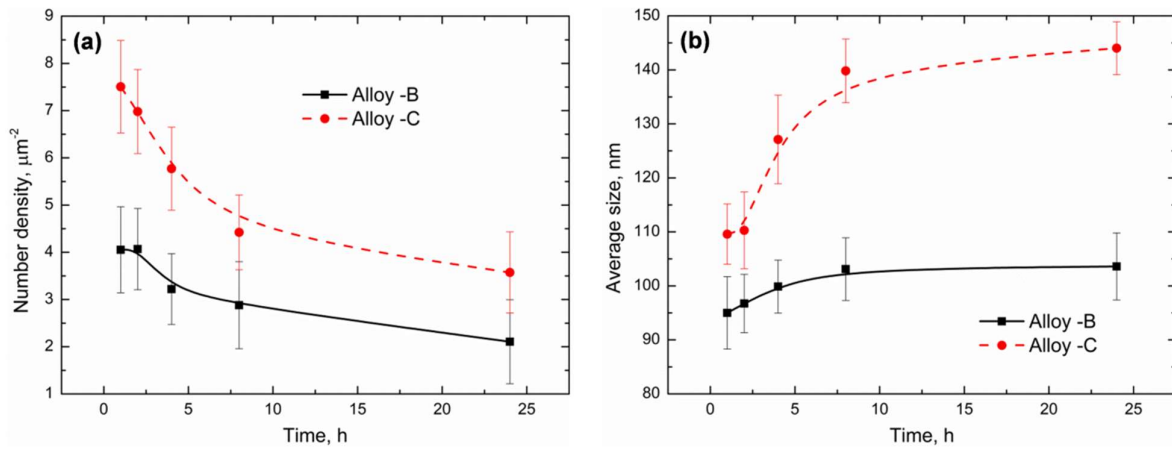 (a)
Alloy -B
Alloy -C
Number density, μm⁻²
9
8
7
6
5
4
3
2
1
0
5
10
15
20
25
Time, h
(b)
Alloy -B
Alloy -C
Average size, nm
150
140
130
120
110
100
90
80
0
5
10
15
20
25
Time, h